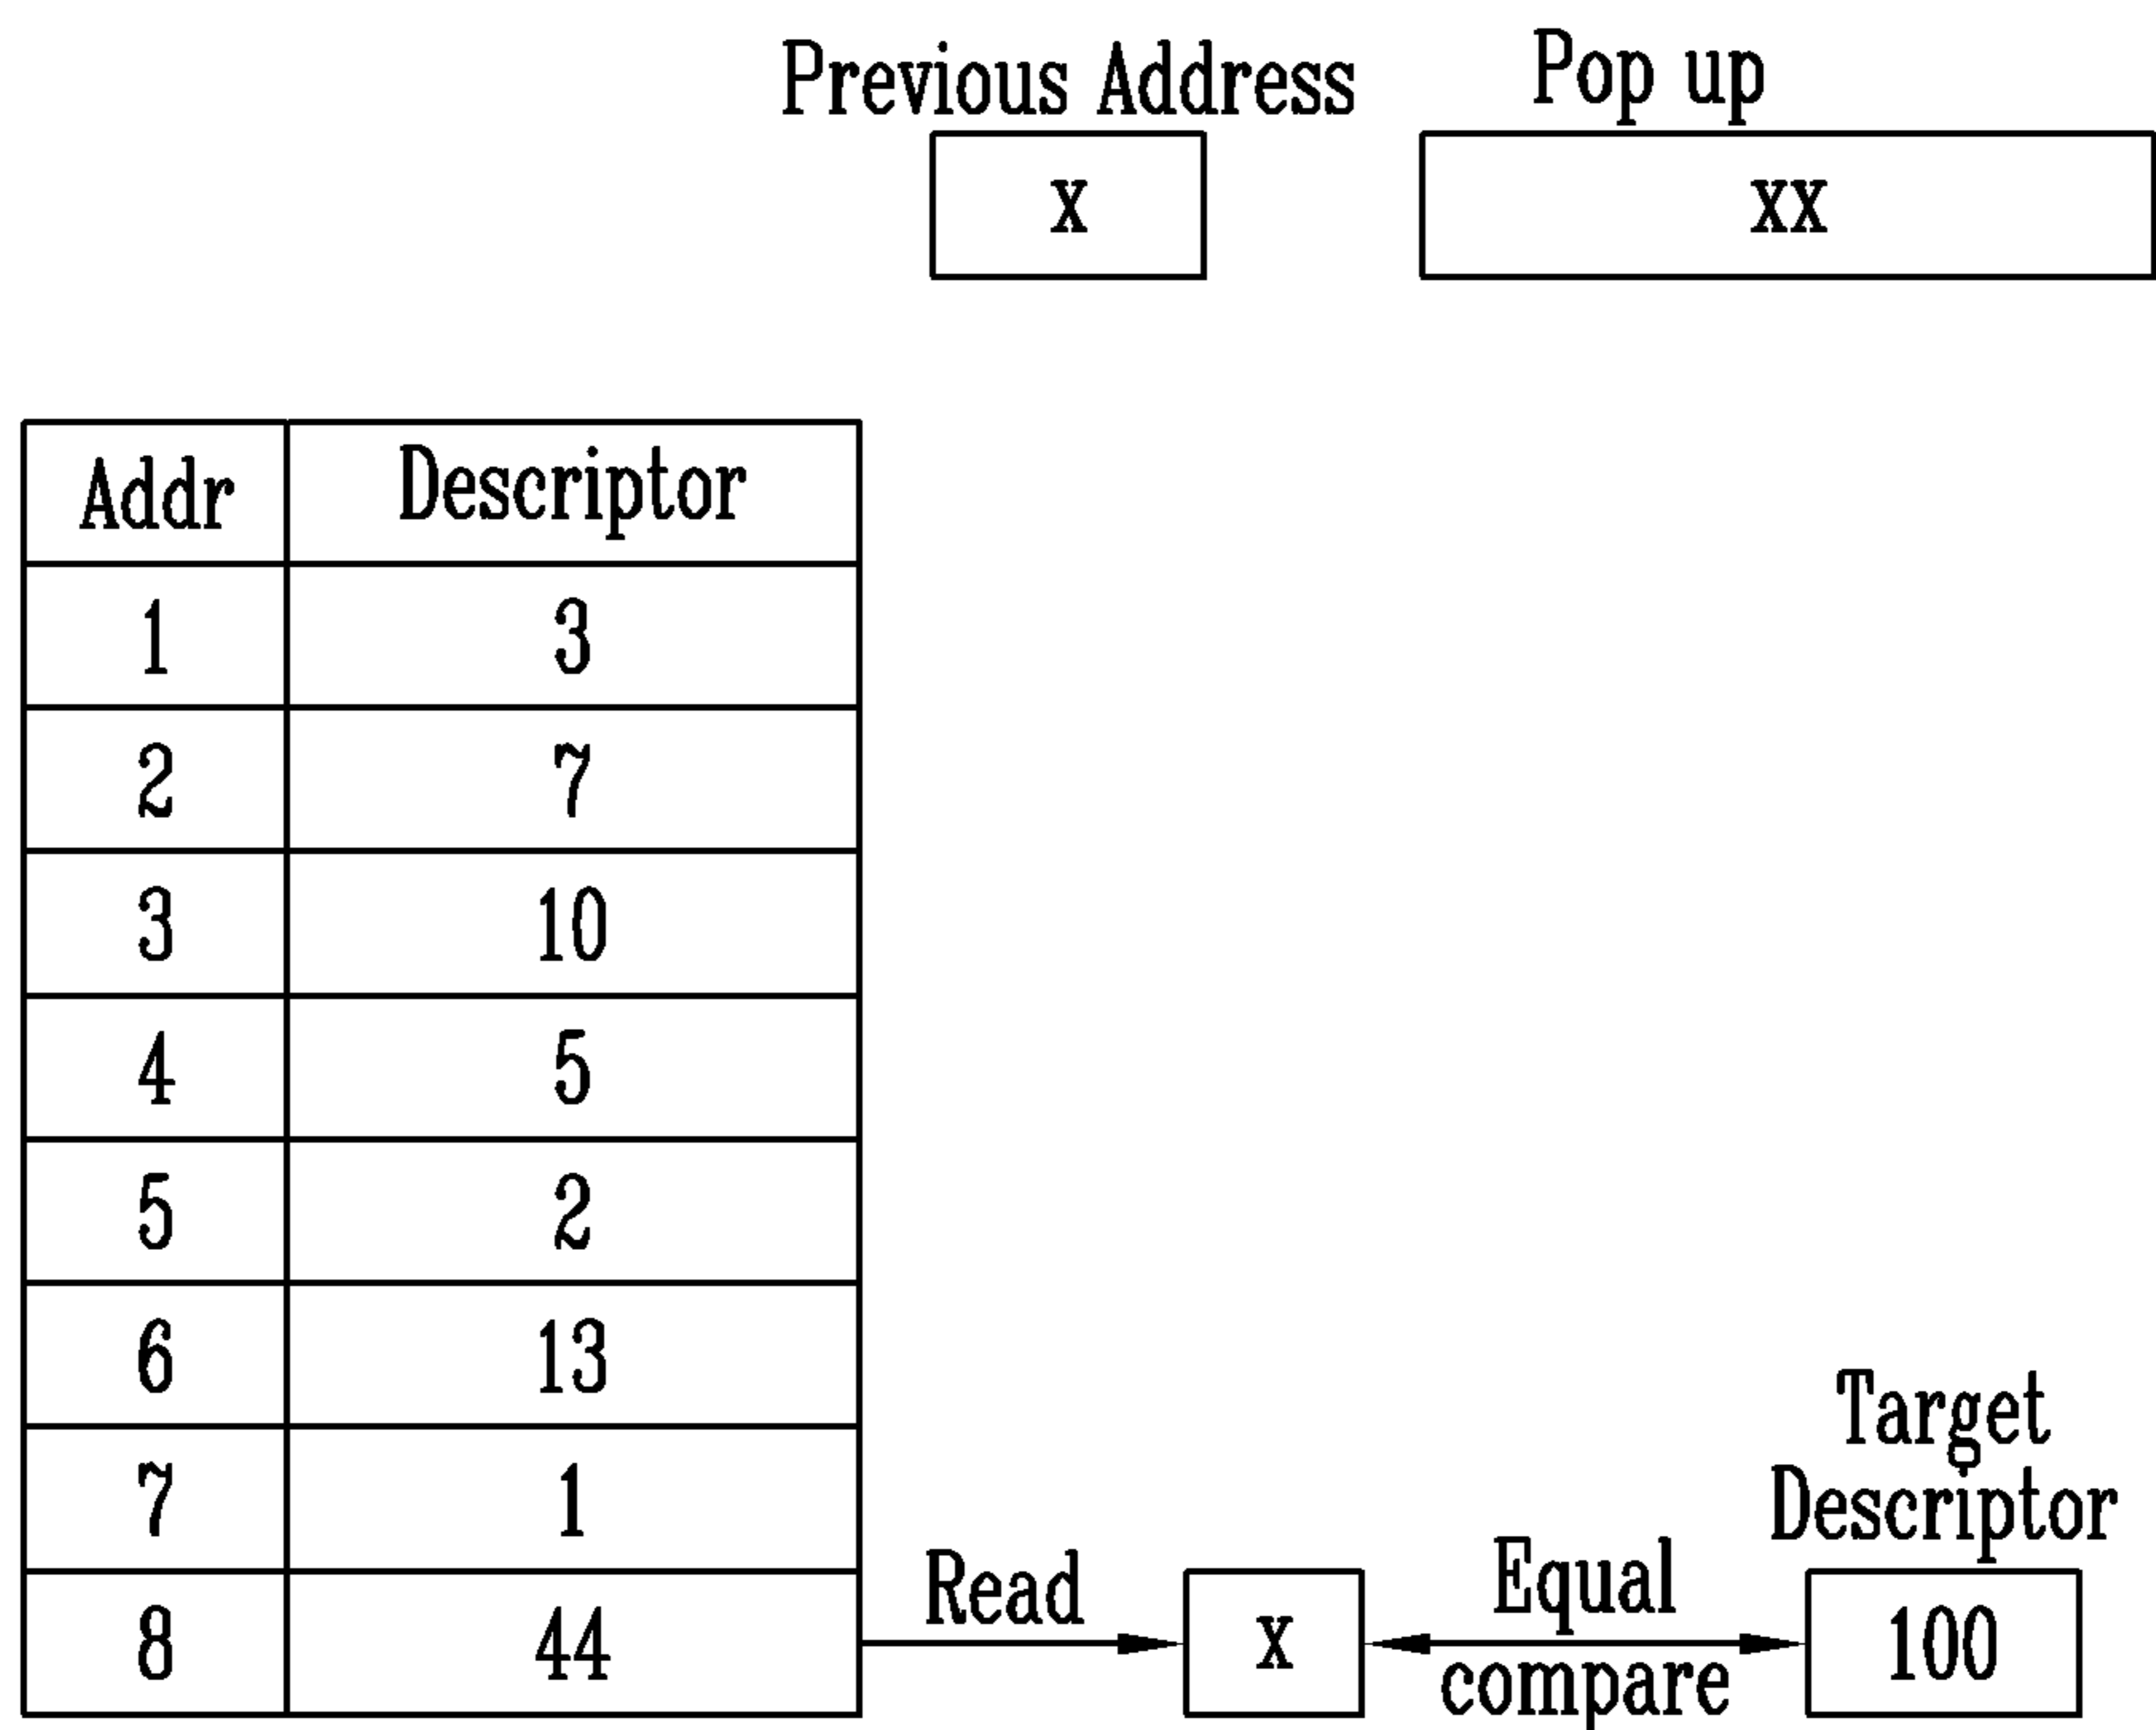 Previous Address Pop up
x xx
Addr Descriptor
1 3
2 7
3 10
4 5
5 2
6 13
7 1
8 44
Read
x
Equal
compare
Target
Descriptor
100